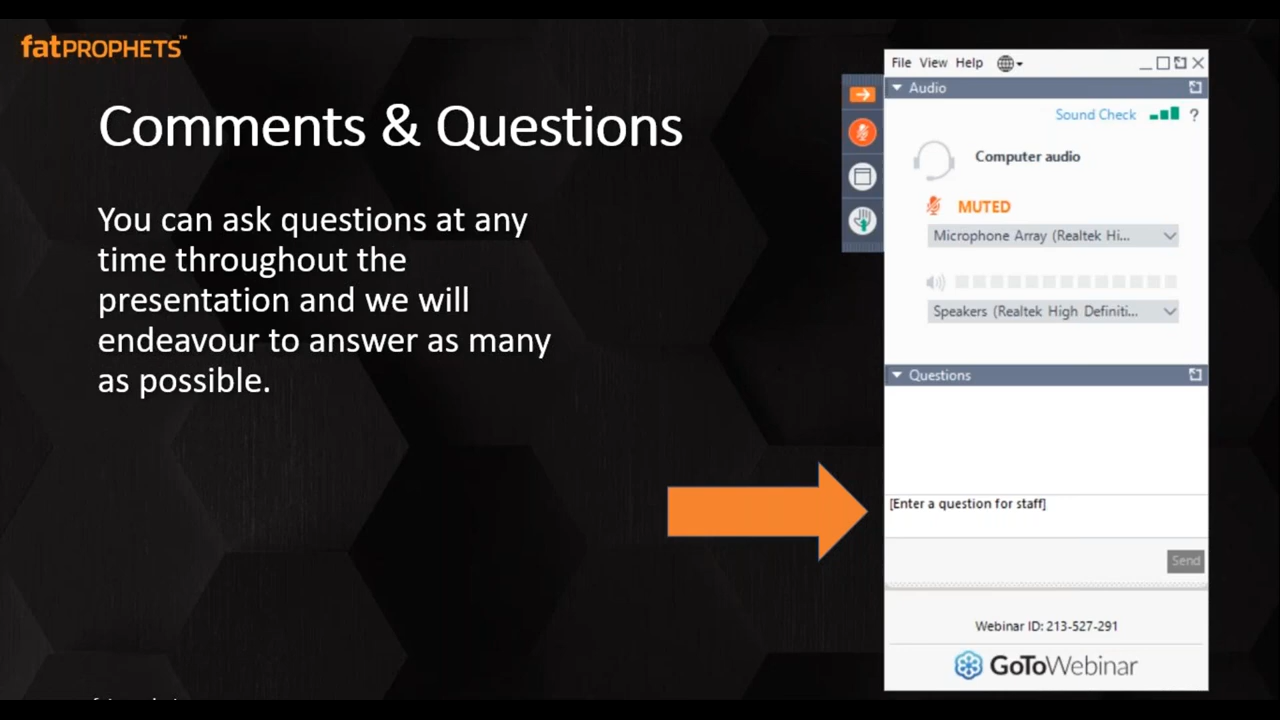 fatPROPHETS™
Comments & Questions
You can ask questions at any
time throughout the
presentation and we will
endeavour to answer as many
as possible.
File View Help
Audio
Sound Check ?
Computer audio
MUTED
Microphone Array (Realtek Hi...
Speakers (Realtek High Definiti...
Questions
[Enter a question for staff]
Send
Webinar ID: 213-527-291
GoToWebinar